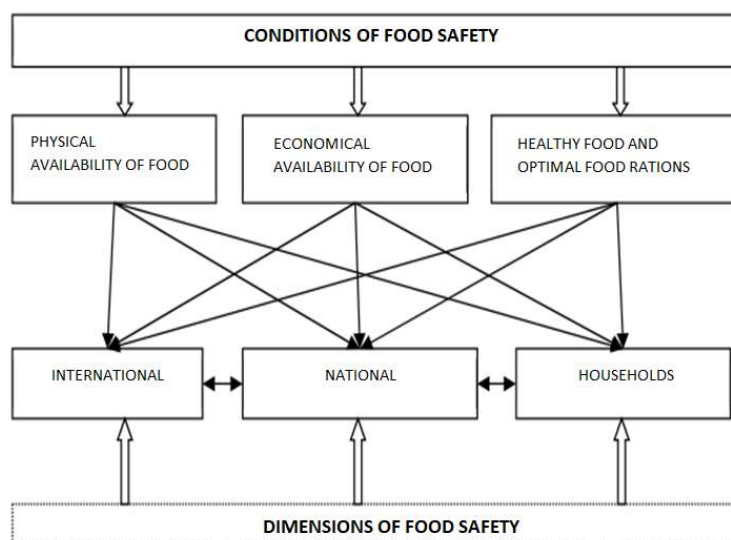 CONDITIONS OF FOOD SAFETY
PHYSICAL
AVAILABILITY OF FOOD
ECONOMICAL
AVAILABILITY OF FOOD
HEALTHY FOOD AND
OPTIMAL FOOD RATIONS
INTERNATIONAL
NATIONAL
HOUSEHOLDS
DIMENSIONS OF FOOD SAFETY